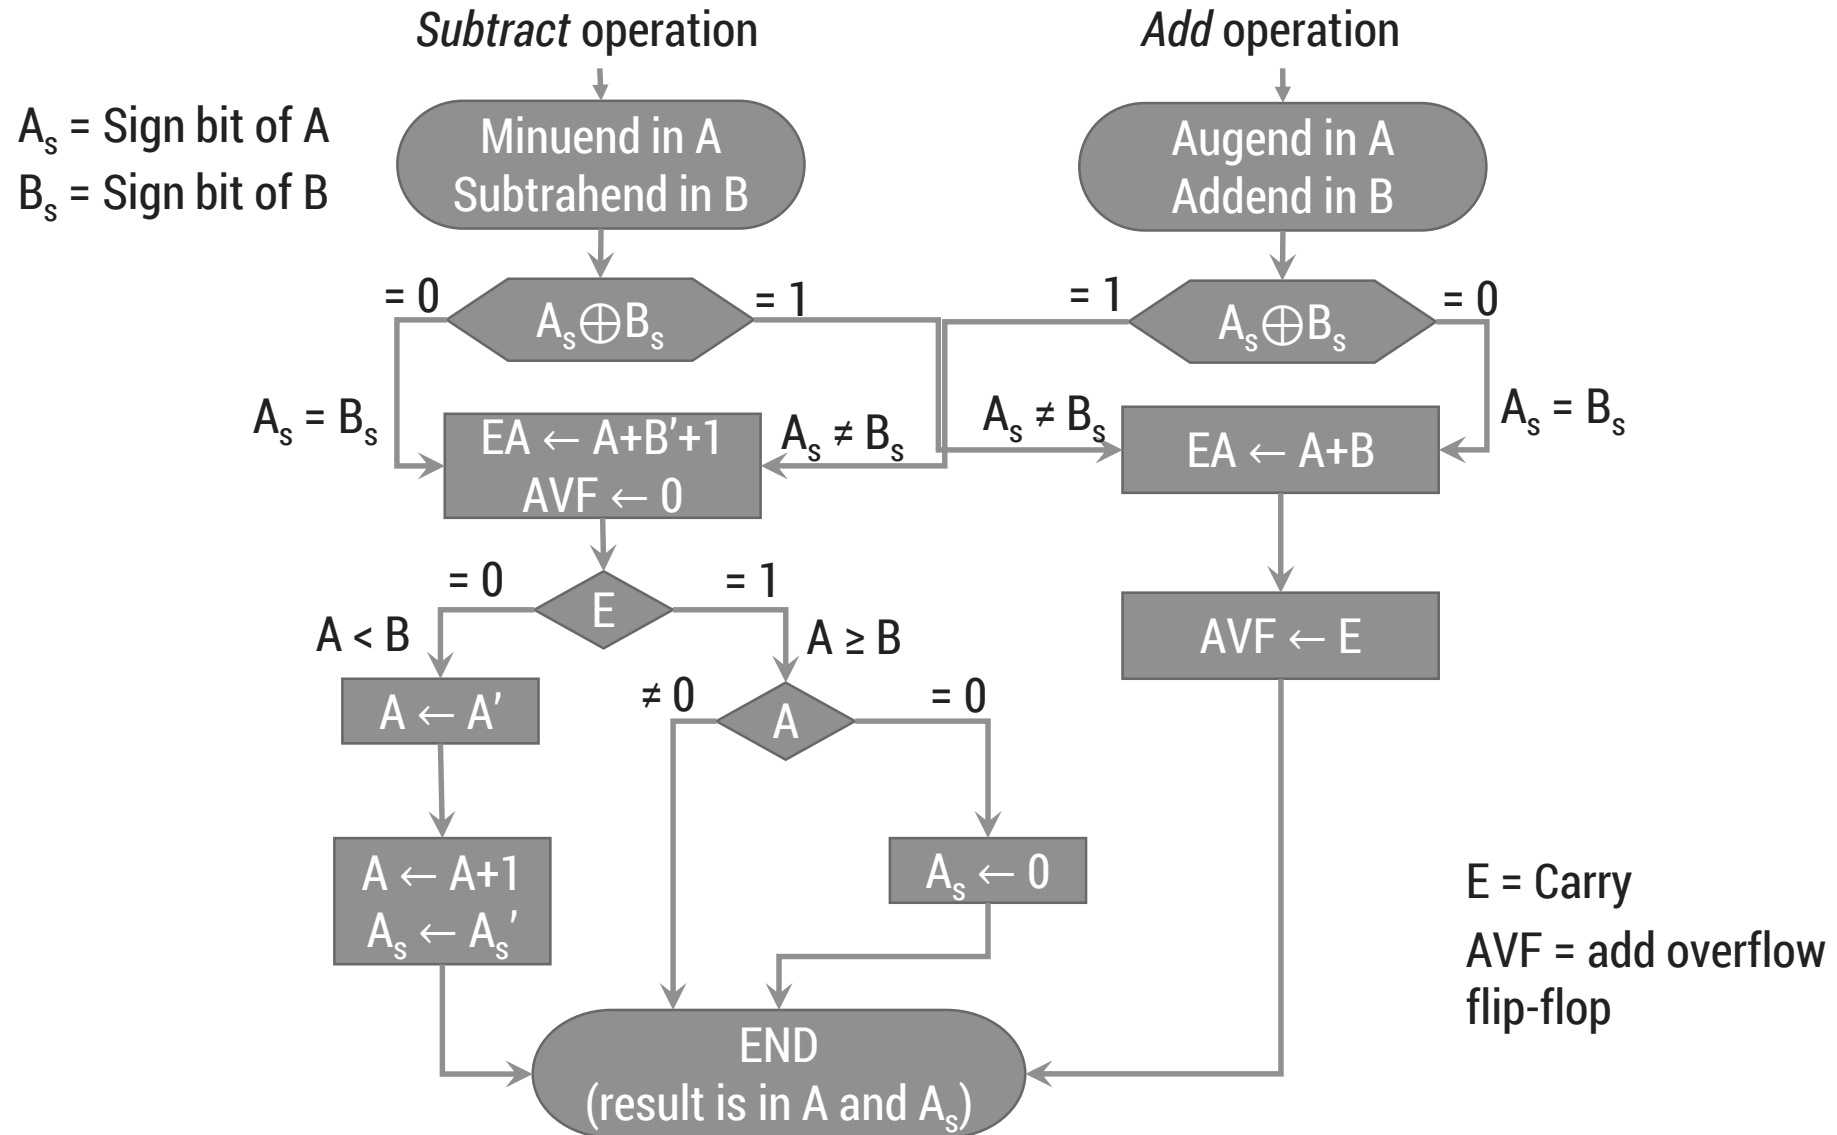 Subtract operation
Add operation
Aₛ = Sign bit of A
Bₛ = Sign bit of B
Minuend in A
Subtrahend in B
Augend in A
Addend in B
= 0
Aₛ⊕Bₛ
= 1
= 1
Aₛ⊕Bₛ
= 0
Aₛ = Bₛ
EA ← A+B’+1
AVF ← 0
Aₛ ≠ Bₛ
Aₛ ≠ Bₛ
EA ← A+B
Aₛ = Bₛ
= 0
E
= 1
A < B
A ≥ B
AVF ← E
A ← A’
≠ 0
A
= 0
A ← A+1
Aₛ ← Aₛ’
Aₛ ← 0
E = Carry
AVF = add overflow
flip-flop
END
(result is in A and Aₛ)